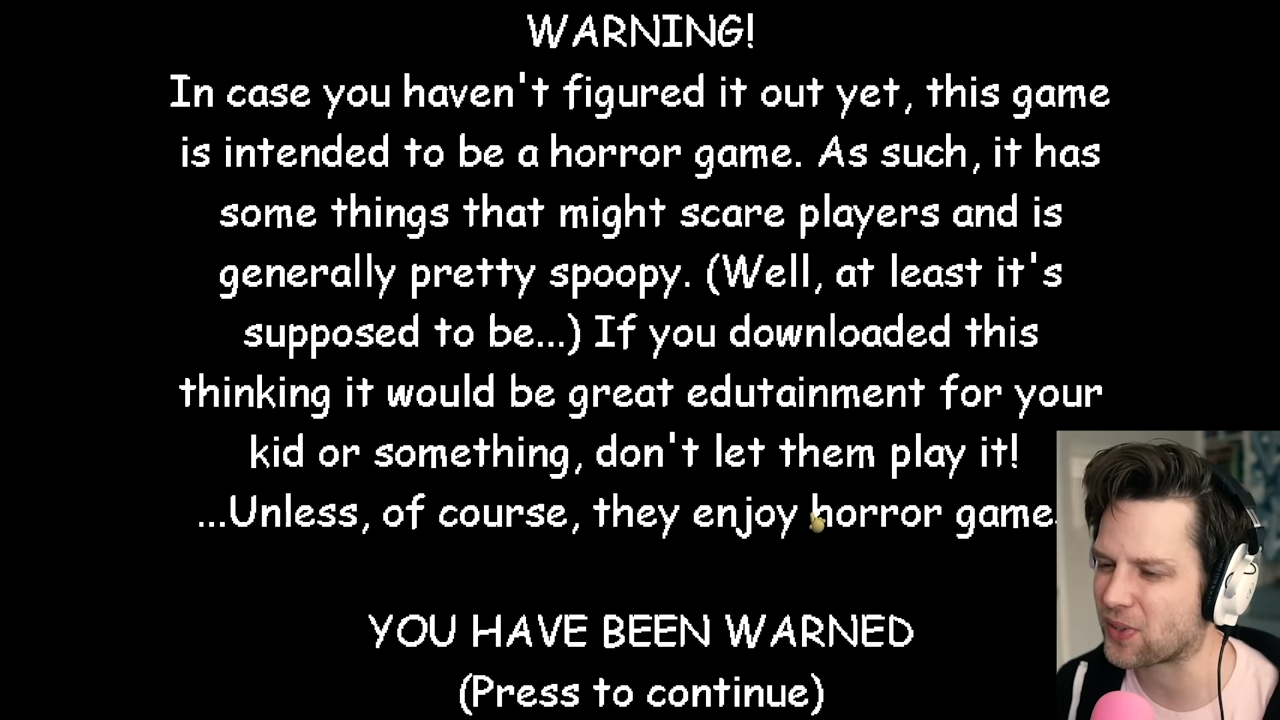 WARNING!
In case you haven't figured it out yet, this game
is intended to be a horror game. As such, it has
some things that might scare players and is
generally pretty spoopy. (Well, at least it's
supposed to be...) If you downloaded this
thinking it would be great edutainment for your
kid or something, don't let them play it!
...Unless, of course, they enjoy horror game
YOU HAVE BEEN WARNED
(Press to continue)